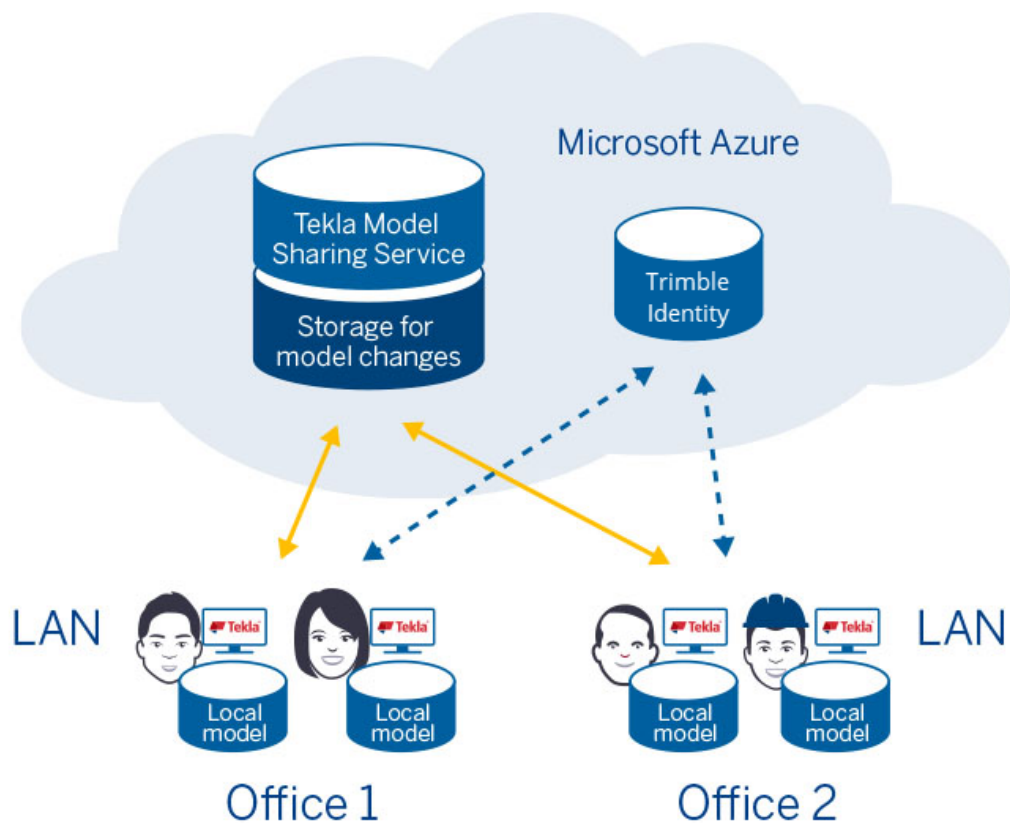 Microsoft Azure
Tekla Model
Sharing Service
Storage for
model changes
Trimble
Identity
LAN
Tekla
Tekla
Tekla
Tekla
LAN
Local
model
Local
model
Local
model
Local
model
Office 1
Office 2